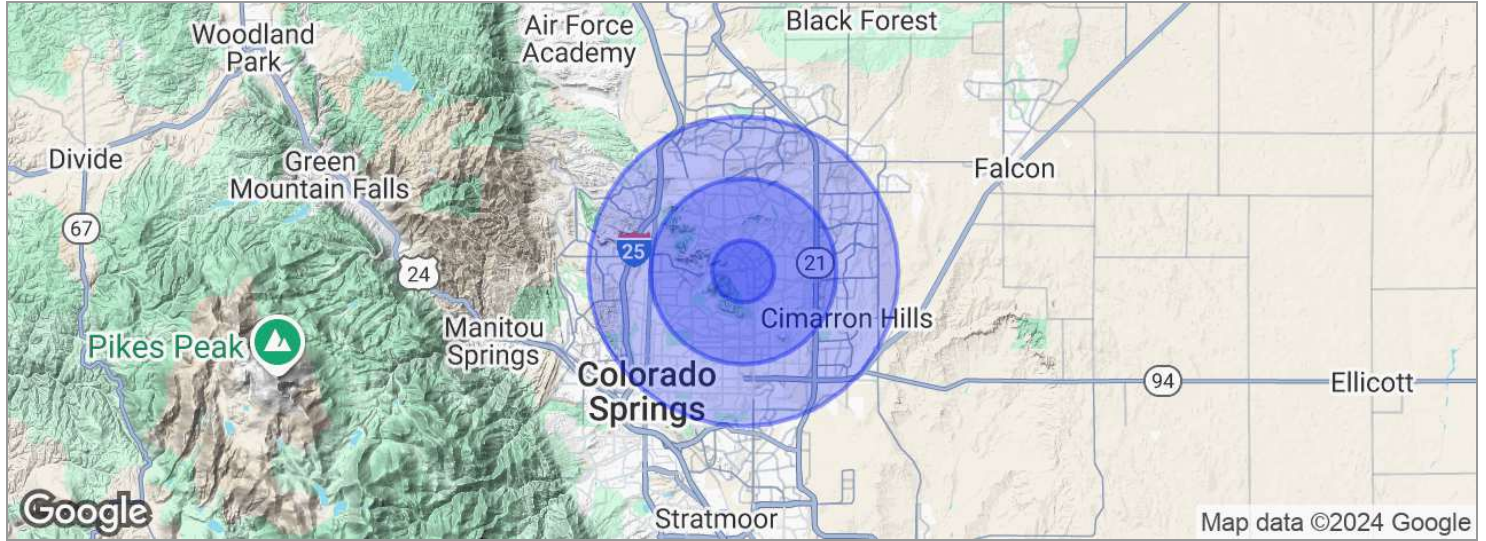 Woodland
Park
Air Force
Academy
Black Forest
Divide
Green
Mountain Falls
Falcon
67
25
21
24
Cimarron Hills
Manitou
Springs
Pikes Peak
Colorado
Springs
94
Ellicott
Google
Stratmoor
Map data ©2024 Google